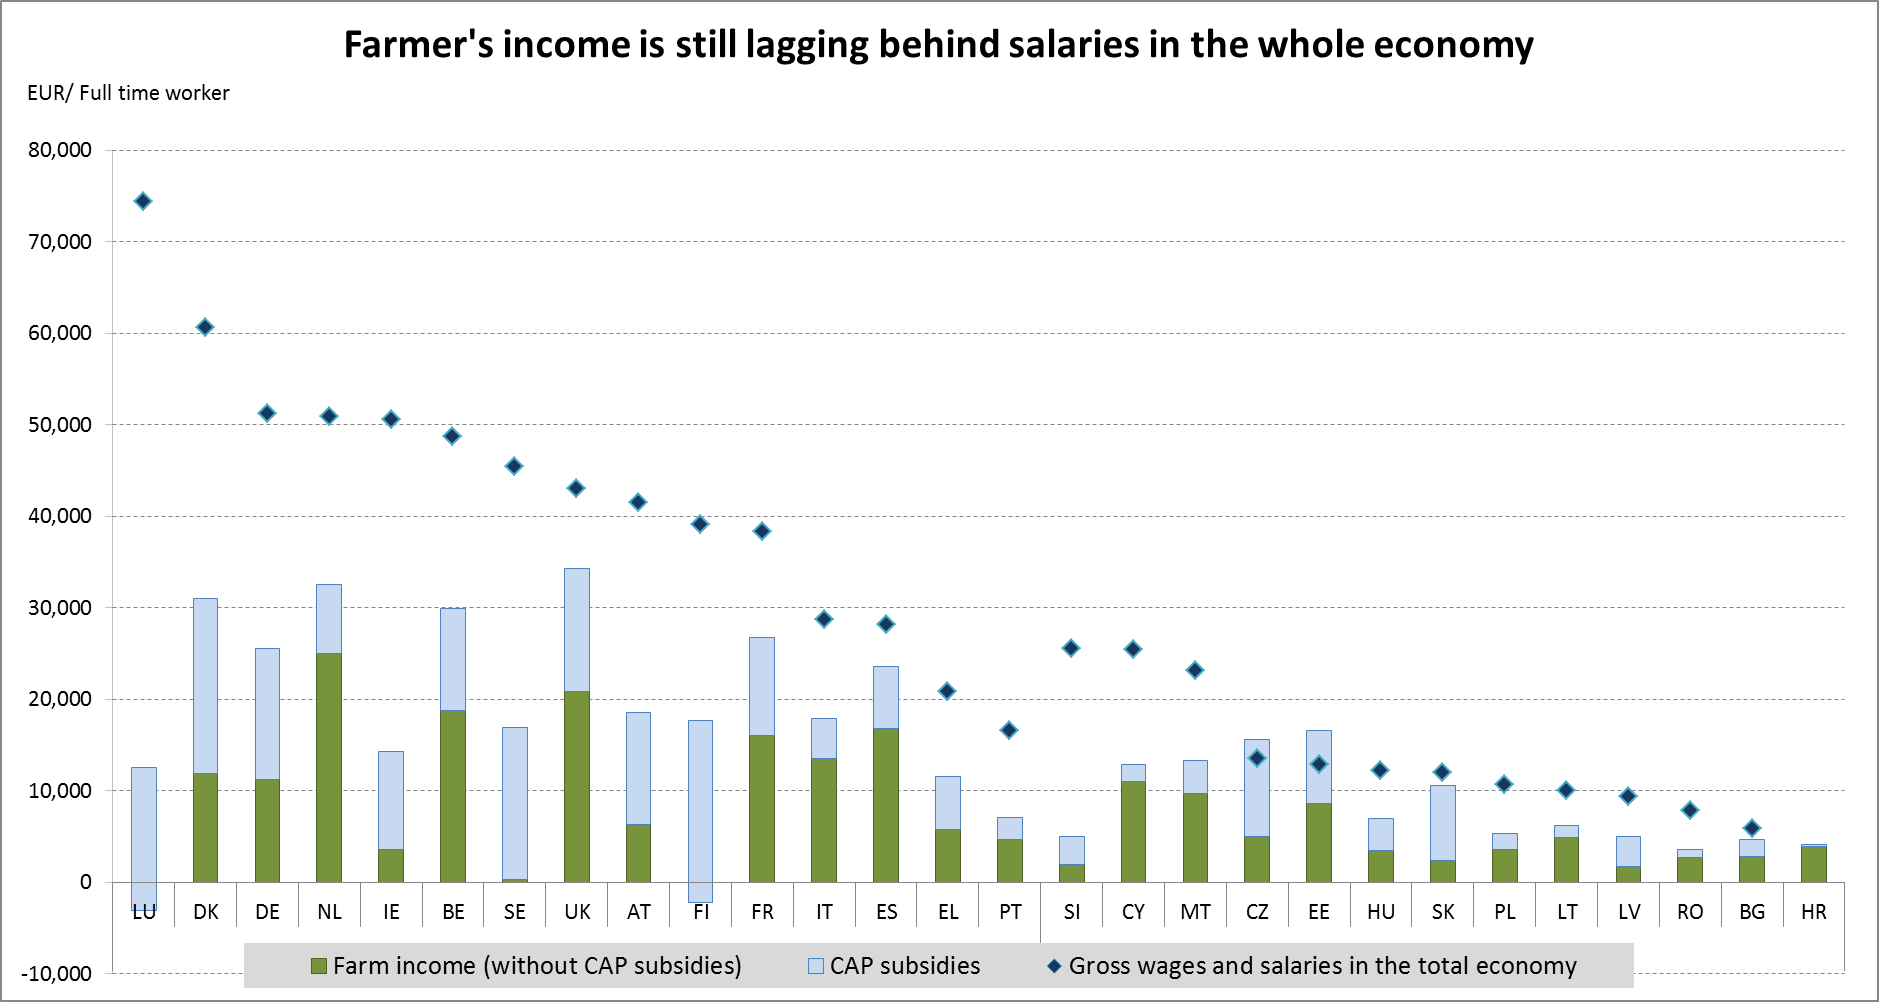 Farmer's income is still lagging behind salaries in the whole economy
EUR/ Full time worker
80,000
70,000
60,000
50,000
40,000
30,000
20,000
10,000
0
-10,000
LU DK DE NL IE BE SE UK AT FI FR IT ES EL PT SI CY MT CZ EE HU SK PL LT LV RO BG HR
Farm income (without CAP subsidies) CAP subsidies Gross wages and salaries in the total economy